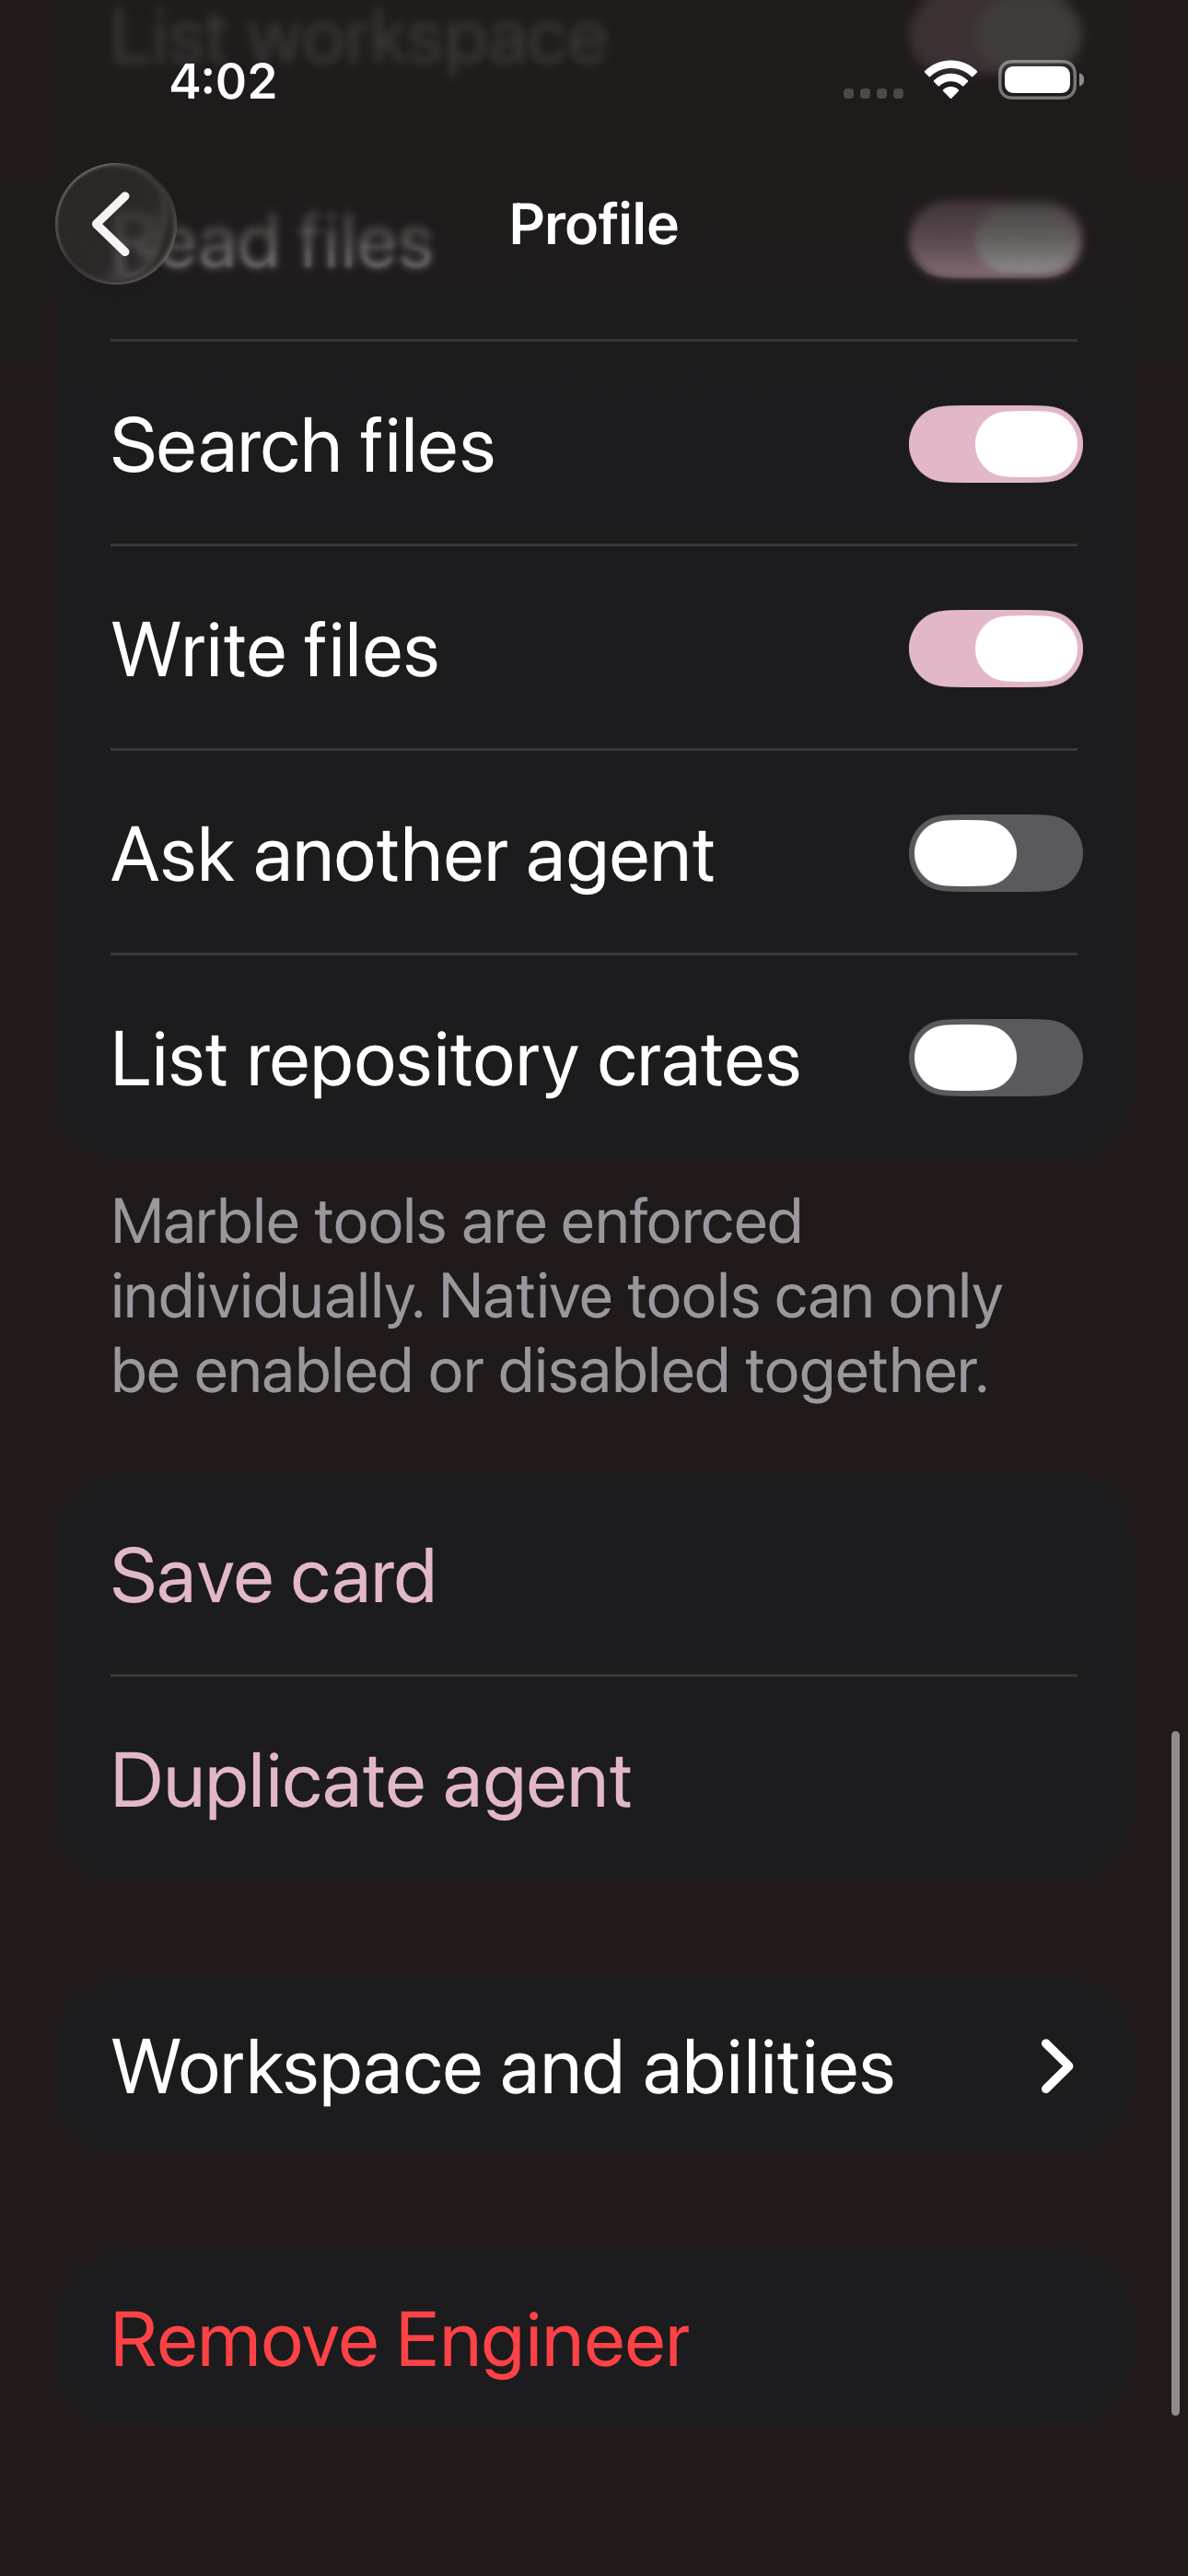 List workspace
4:02
Profile
Read files
Search files
Write files
Ask another agent
List repository crates
Marble tools are enforced
individually. Native tools can only
be enabled or disabled together.
Save card
Duplicate agent
Workspace and abilities
Remove Engineer